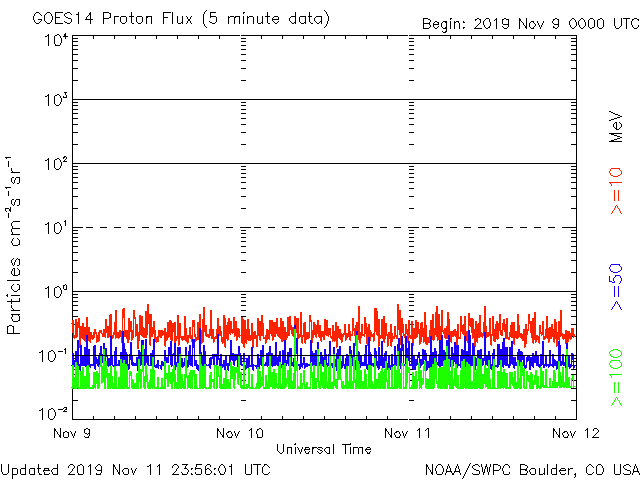 GOES14 Proton Flux (5 minute data)
Begin: 2019 Nov 9 0000 UTC
Particles cm⁻²s⁻¹sr⁻¹
10⁴
10³
10²
10¹
10⁰
10⁻¹
10⁻²
MeV
>=10
>=50
>=100
Nov 9
Nov 10
Nov 11
Nov 12
Universal Time
Updated 2019 Nov 11 23:56:01 UTC
NOAA/SWPC Boulder, CO USA